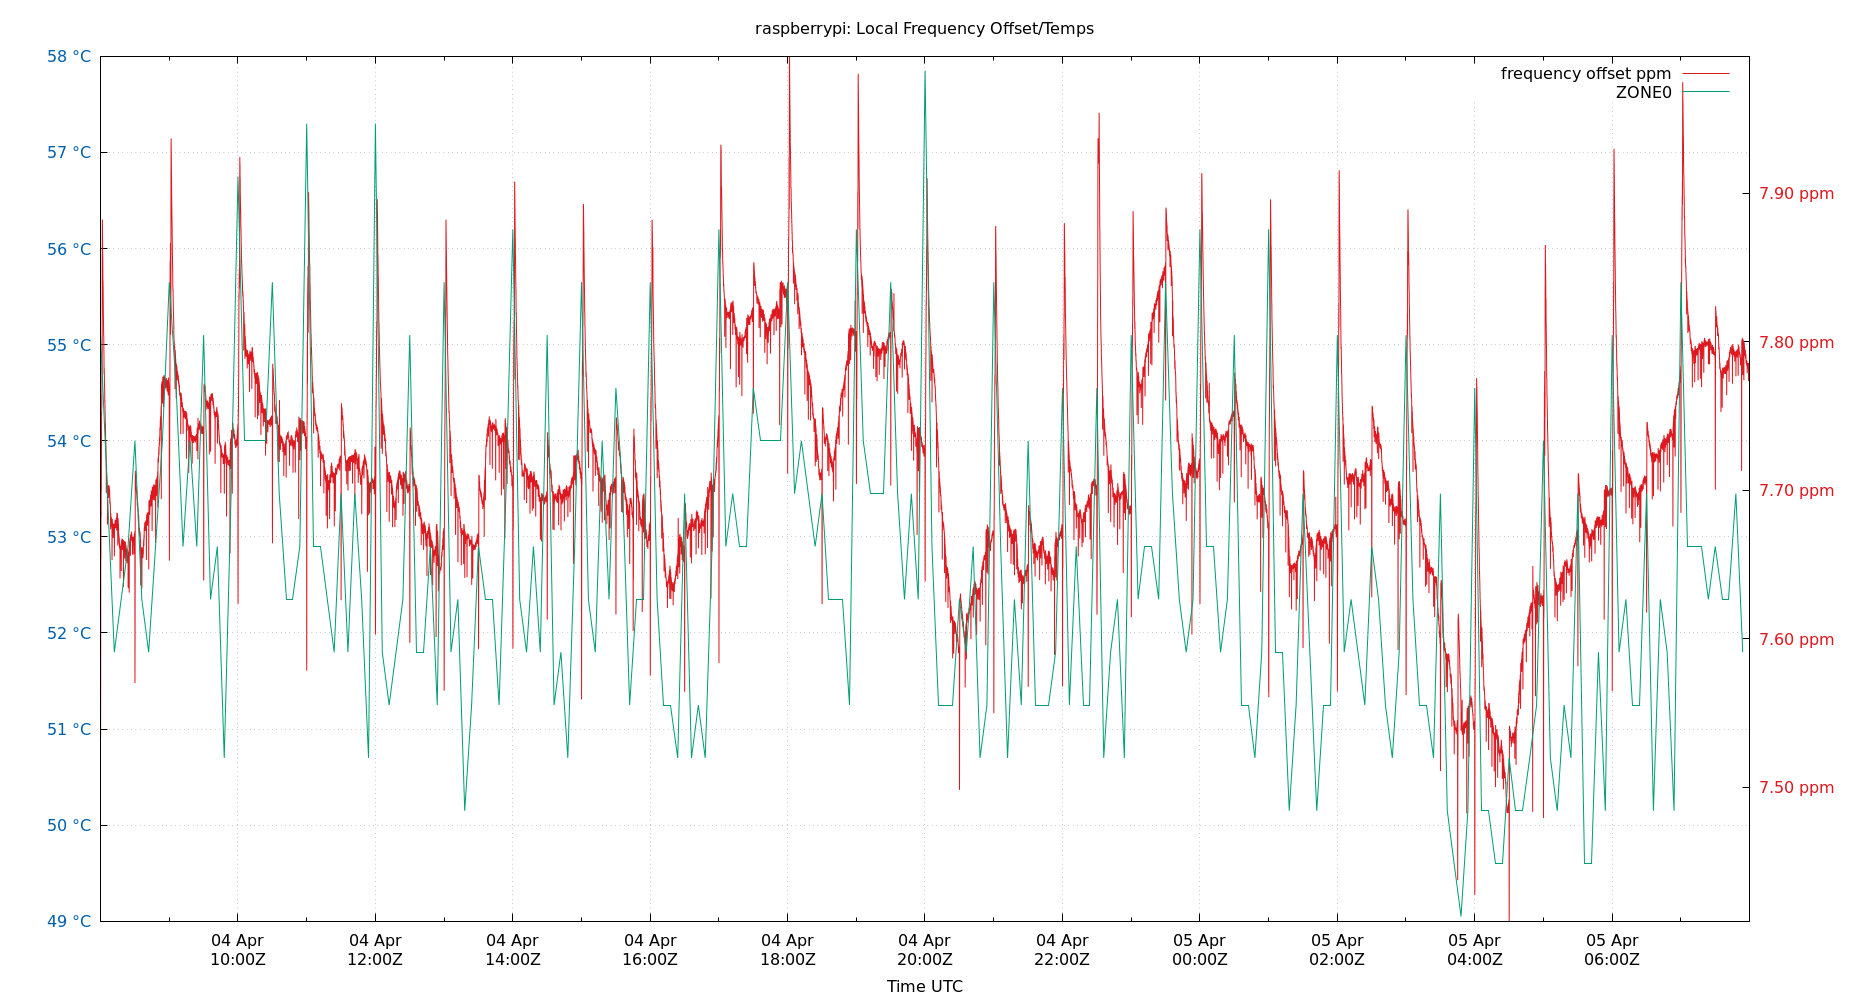 raspberrypi: Local Frequency Offset/Temps
58 °C
57 °C
56 °C
55 °C
54 °C
53 °C
52 °C
51 °C
50 °C
49 °C
frequency offset ppm
ZONE0
7.90 ppm
7.80 ppm
7.70 ppm
7.60 ppm
7.50 ppm
04 Apr
10:00Z
04 Apr
12:00Z
04 Apr
14:00Z
04 Apr
16:00Z
04 Apr
18:00Z
04 Apr
20:00Z
04 Apr
22:00Z
05 Apr
00:00Z
05 Apr
02:00Z
05 Apr
04:00Z
05 Apr
06:00Z
Time UTC